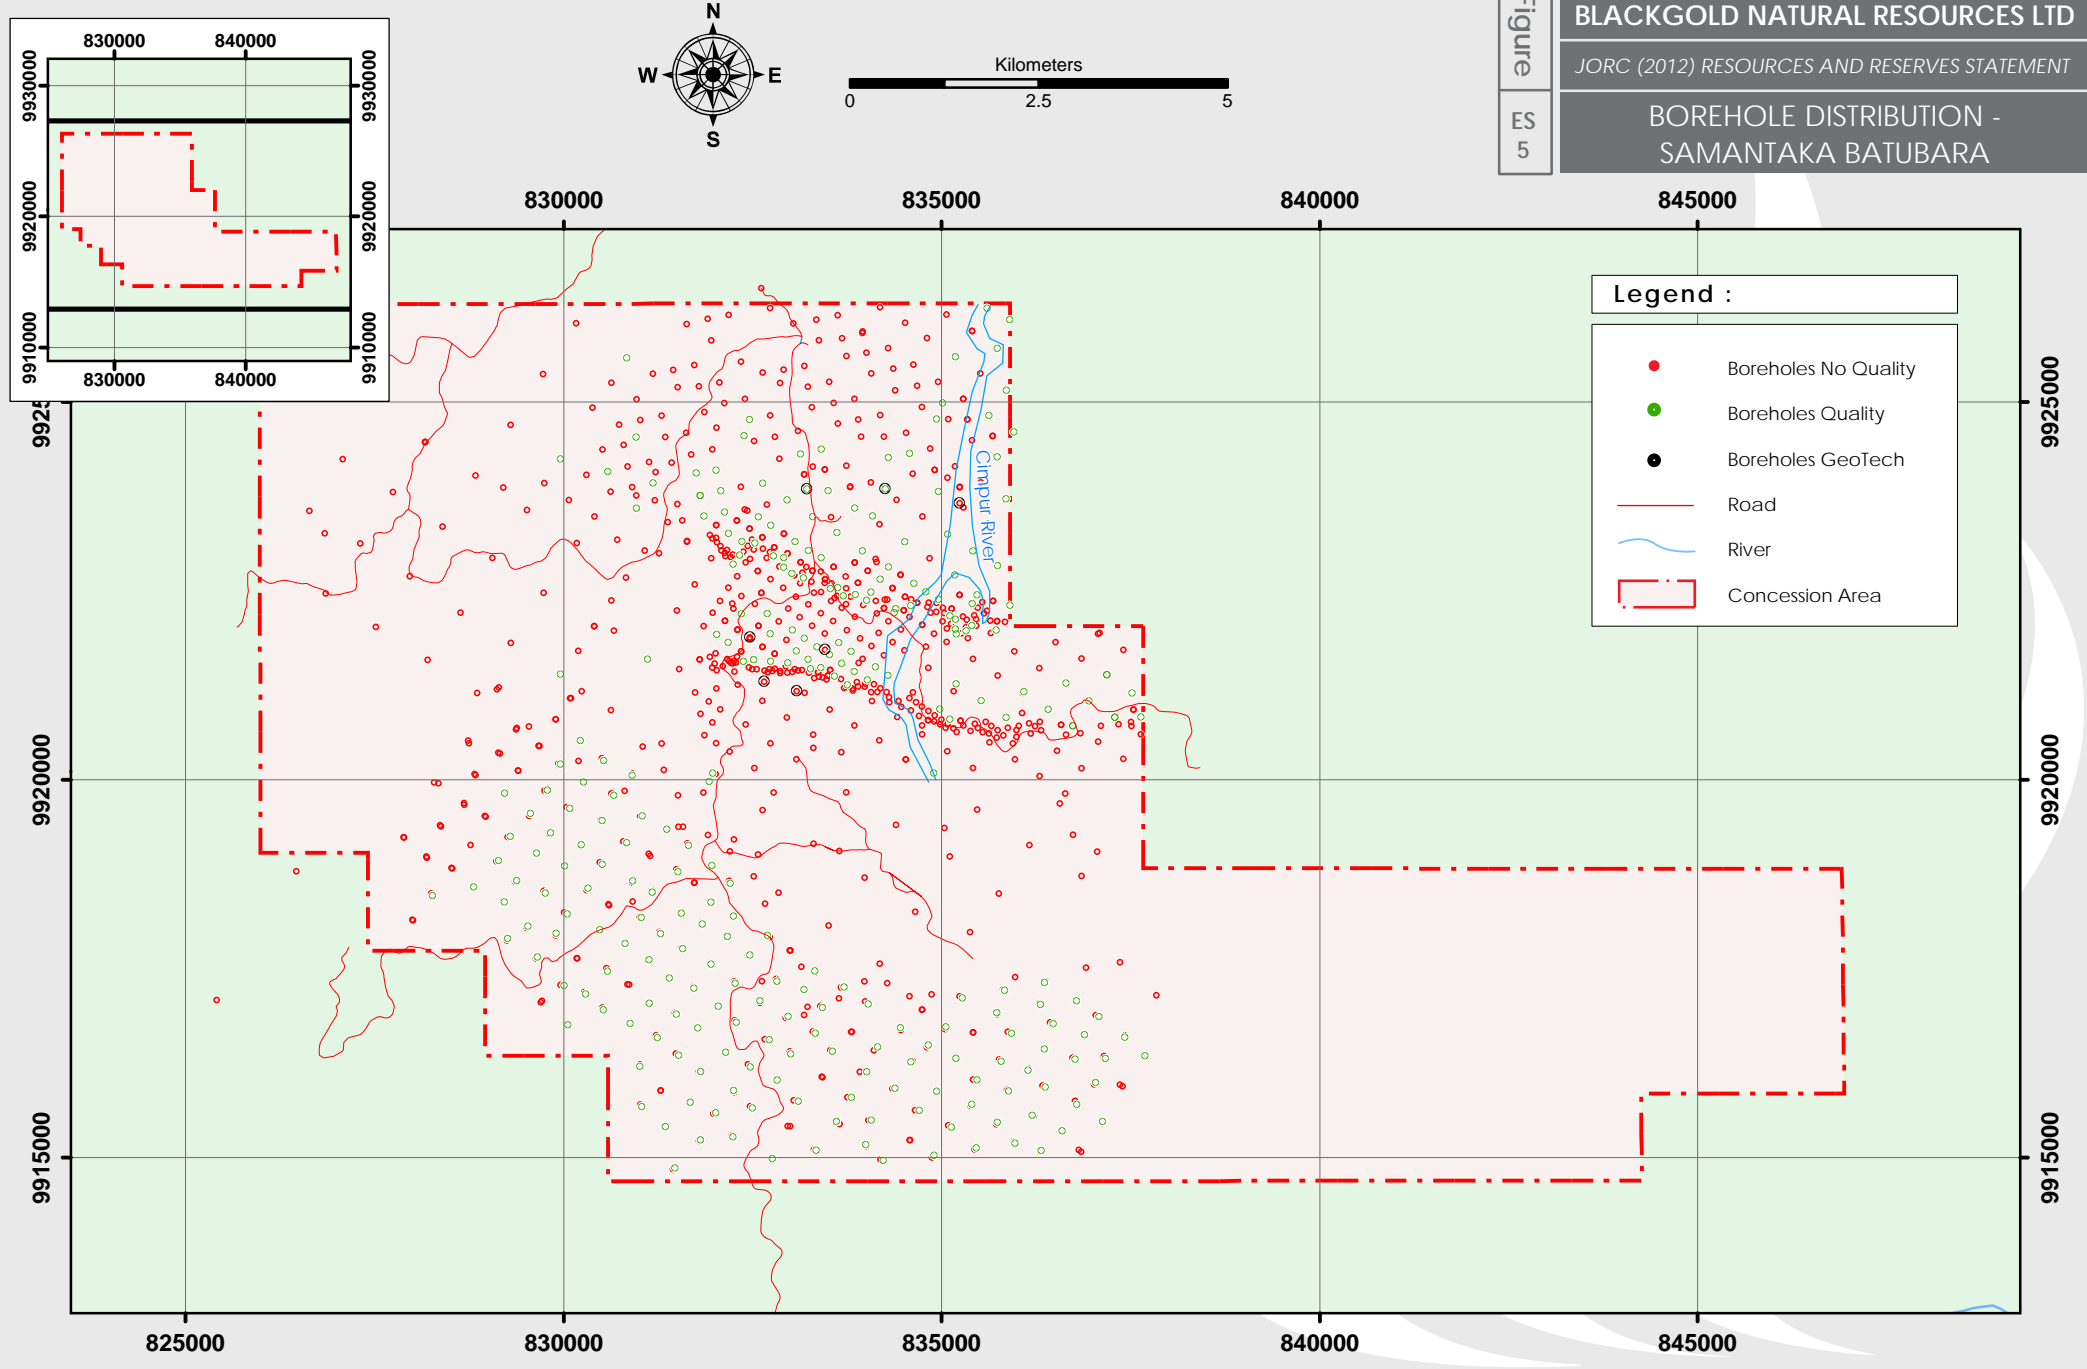 830000 840000
9930000
9920000
9910000
9930000
9920000
9910000
830000 840000
N
W E
S
Kilometers
0 2.5 5
Figure
ES
5
BLACKGOLD NATURAL RESOURCES LTD
JORC (2012) RESOURCES AND RESERVES STATEMENT
BOREHOLE DISTRIBUTION -
SAMANTAKA BATUBARA
830000 835000 840000 845000
Legend :
Boreholes No Quality
Boreholes Quality
Boreholes GeoTech
Road
River
Concession Area
Cimpur River
9925
9920000
9915000
9925000
9920000
9915000
825000 830000 835000 840000 845000